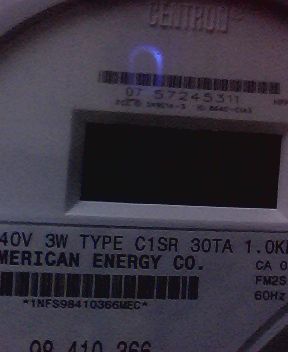 CENTRON
07 57245311
40V 3W TYPE C1SR 30TA 1.0K
MERICAN ENERGY CO.
CA 0
FM2S
60Hz
*1NFS98410366MEC*
98 410 366